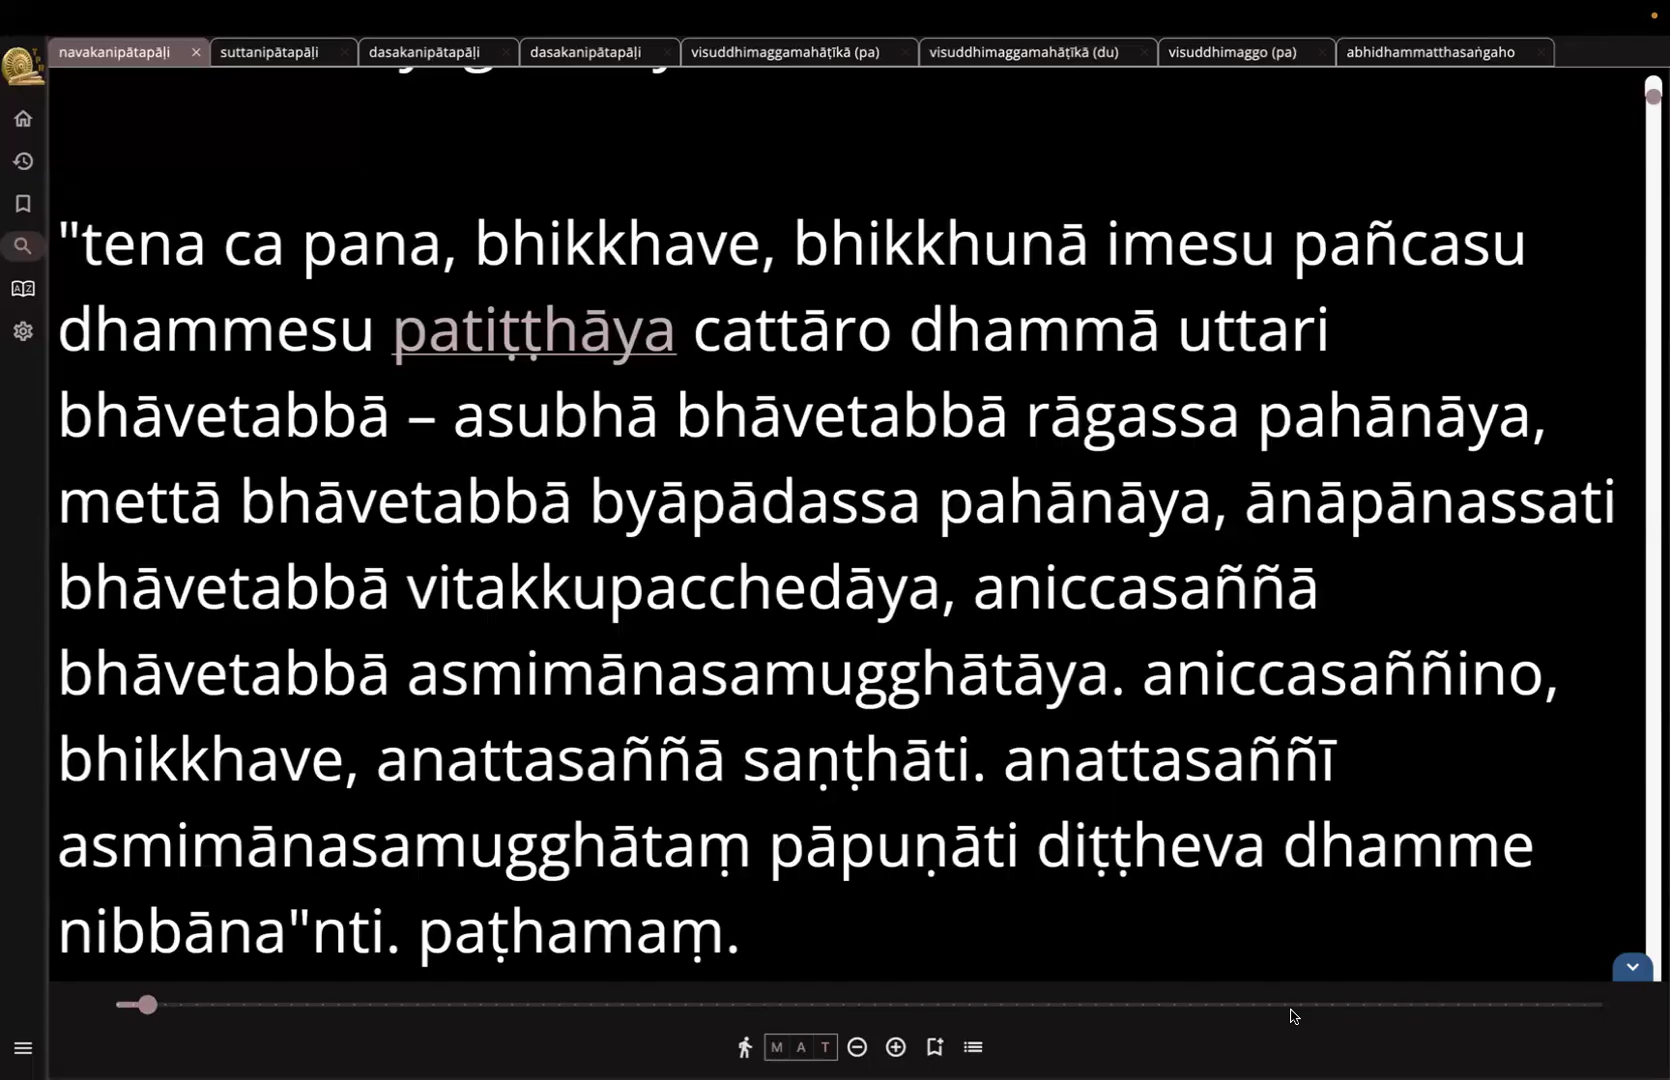 navakanipātapāḷi
suttanipātapāḷi
dasakanipātapāḷi
dasakanipātapāḷi
visuddhimaggamahāṭīkā (pa)
visuddhimaggamahāṭīkā (du)
visuddhimaggo (pa)
abhidhammatthasaṅgaho
"tena ca pana, bhikkhave, bhikkhunā imesu pañcasu
dhammesu patiṭṭhāya cattāro dhammā uttari
bhāvetabbā – asubhā bhāvetabbā rāgassa pahānāya,
mettā bhāvetabbā byāpādassa pahānāya, ānāpānassati
bhāvetabbā vitakkupacchedāya, aniccasaññā
bhāvetabbā asmimānasamugghātāya. aniccasaññino,
bhikkhave, anattasaññā saṇṭhāti. anattasaññī
asmimānasamugghātaṃ pāpuṇāti diṭṭheva dhamme
nibbāna"nti. paṭhamaṃ.
M A T